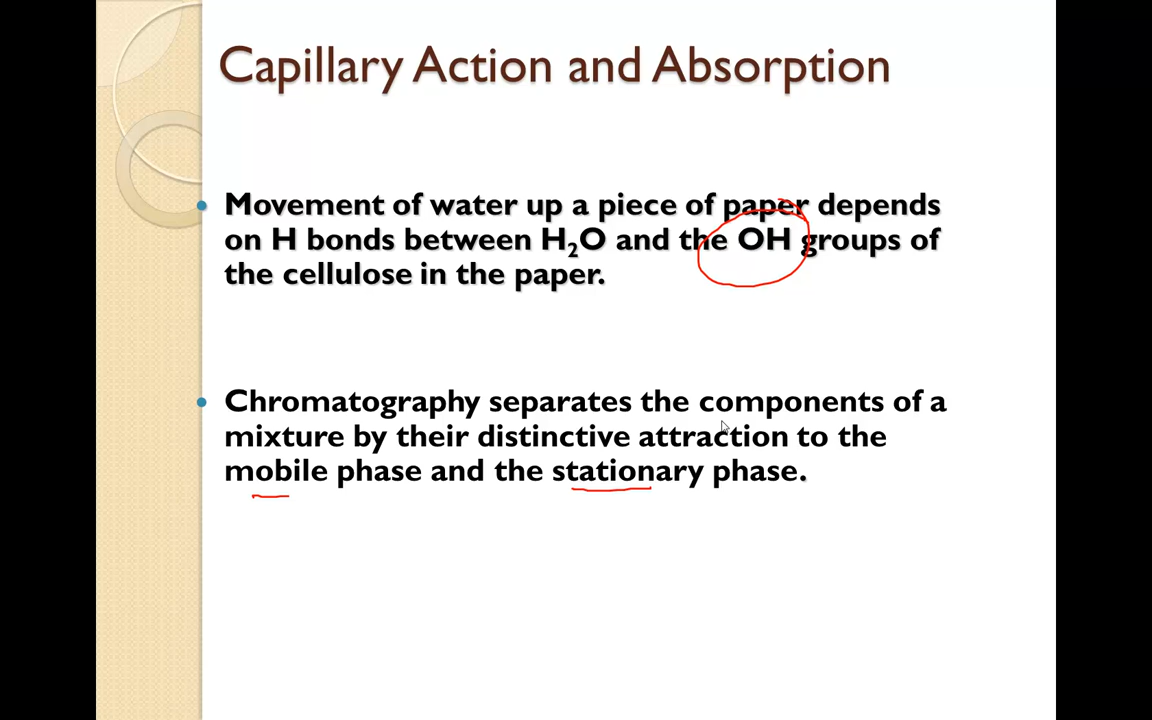 Capillary Action and Absorption
Movement of water up a piece of paper depends
on H bonds between H₂O and the OH groups of
the cellulose in the paper.
Chromatography separates the components of a
mixture by their distinctive attraction to the
mobile phase and the stationary phase.